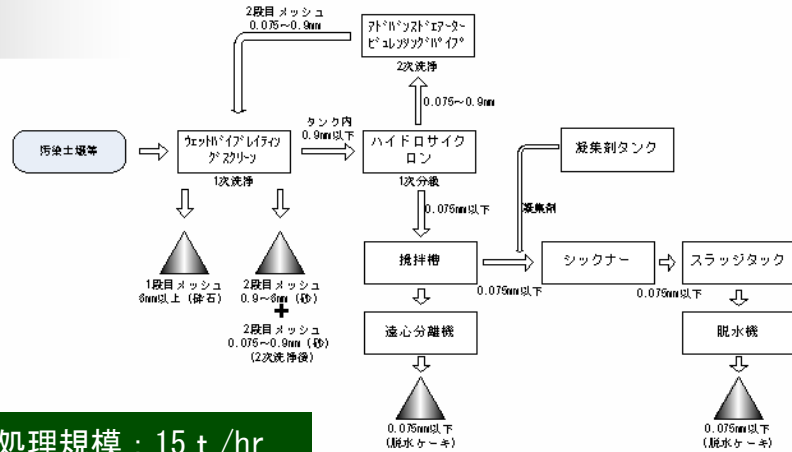 2段目メッシュ
0.075～0.9mm
ｱﾄﾞﾊﾞﾝｽﾄﾞｴｱｰﾀｰ
ﾋﾞｭﾚﾝｼﾝｸﾞﾊﾟｲﾌﾟ
2次洗浄
0.075～0.9mm
汚染土壌等
ｳｪｯﾄﾊﾞｲﾌﾞﾚｲﾃｨﾝ
ｸﾞｽｸﾘｰﾝ
1次洗浄
タンク内
0.9mm以下
ハイドロサイク
ロン
1次分級
凝集剤タンク
0.075mm以下
凝集剤
1段目メッシュ
6mm以上（砕石）
2段目メッシュ
0.9～6mm（砂）
+
2段目メッシュ
0.075～0.9mm（砂）
(2次洗浄後)
撹拌槽
0.075mm以下
シックナー
0.075mm以下
スラッジタック
遠心分離機
脱水機
0.075mm以下
(脱水ケーキ)
0.075mm以下
(脱水ケーキ)
処理規模：15ｔ/hr